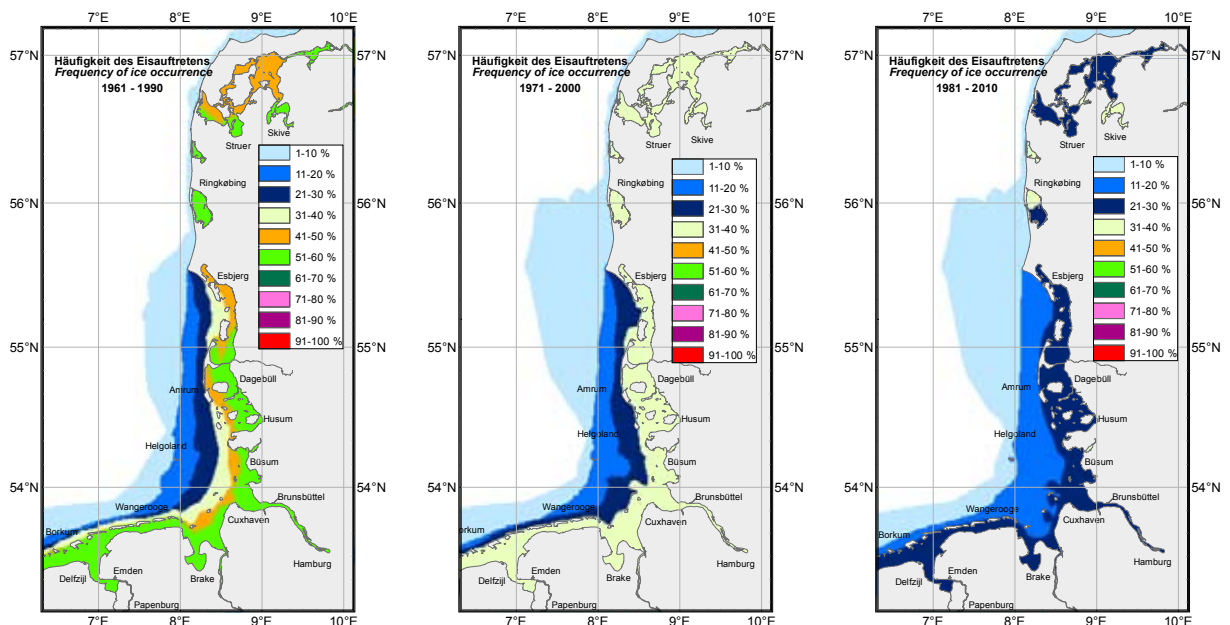 7°E 8°E 9°E 10°E
57°N
Häufigkeit des Eisauftretens
Frequency of ice occurrence
1961 - 1990
Skive
Struer
1-10 %
11-20 %
21-30 %
31-40 %
41-50 %
51-60 %
61-70 %
71-80 %
81-90 %
91-100 %
Ringkøbing
56°N
Esbjerg
55°N
Dagebüll
Amrum
Husum
Helgoland
Büsum
54°N
Brunsbüttel
Wangerooge
Cuxhaven
Borkum
Hamburg
Delfzijl
Emden
Brake
Papenburg
7°E 8°E 9°E 10°E
7°E 8°E 9°E 10°E
57°N 57°N
Häufigkeit des Eisauftretens
Frequency of ice occurrence
1971 - 2000
Skive
Struer
1-10 %
11-20 %
21-30 %
31-40 %
41-50 %
51-60 %
61-70 %
71-80 %
81-90 %
91-100 %
Ringkøbing
56°N 56°N
Esbjerg
55°N 55°N
Dagebüll
Amrum
Husum
Helgoland
Büsum
54°N 54°N
Brunsbüttel
Wangerooge
Cuxhaven
Borkum
Hamburg
Delfzijl
Emden
Brake
Papenburg
7°E 8°E 9°E 10°E
7°E 8°E 9°E 10°E
57°N
Häufigkeit des Eisauftretens
Frequency of ice occurrence
1981 - 2010
Skive
Struer
1-10 %
11-20 %
21-30 %
31-40 %
41-50 %
51-60 %
61-70 %
71-80 %
81-90 %
91-100 %
Ringkøbing
56°N
Esbjerg
55°N
Dagebüll
Amrum
Husum
Helgoland
Büsum
54°N
Brunsbüttel
Wangerooge
Cuxhaven
Borkum
Hamburg
Delfzijl
Emden
Brake
Papenburg
7°E 8°E 9°E 10°E